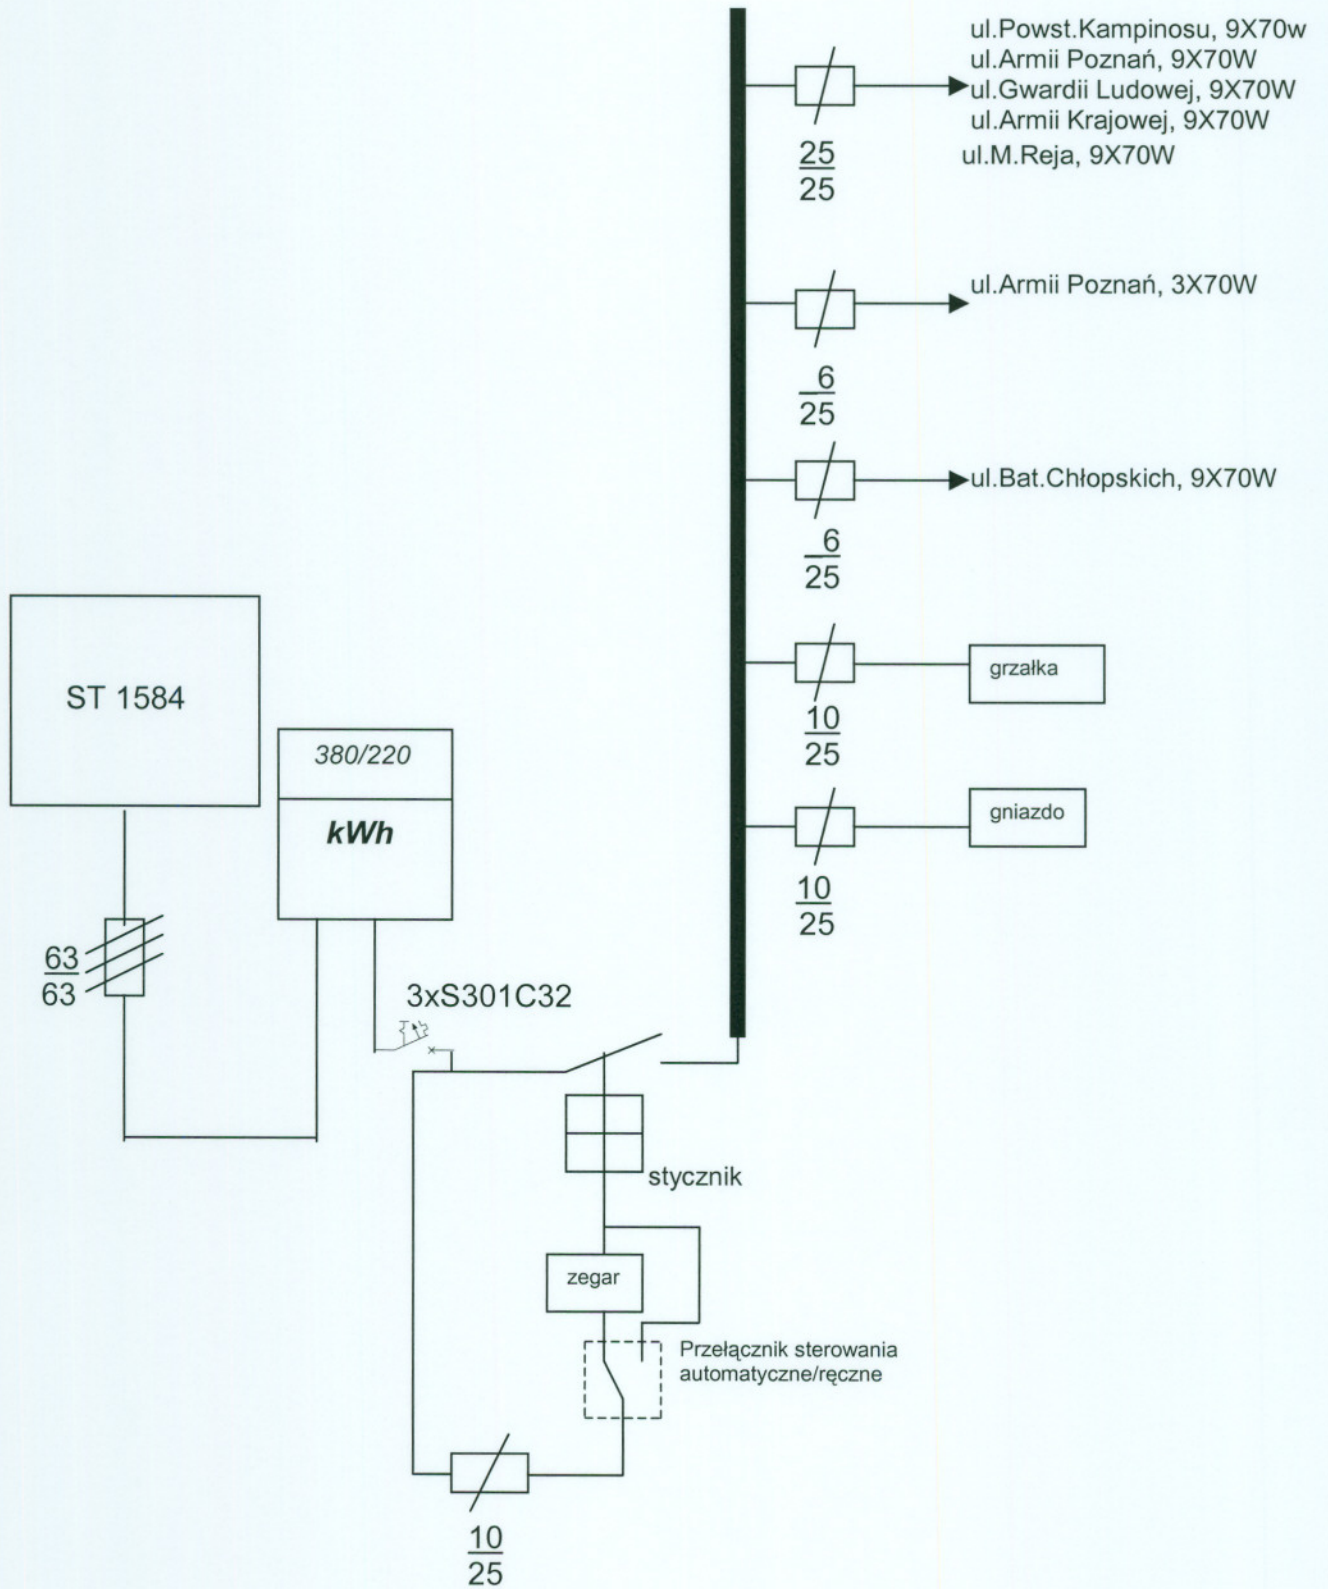 ul.Powst.Kampinosu, 9X70w
ul.Armii Poznań, 9X70W
ul.Gwardii Ludowej, 9X70W
ul.Armii Krajowej, 9X70W
ul.M.Reja, 9X70W
25
25
ul.Armii Poznań, 3X70W
6
25
ul.Bat.Chłopskich, 9X70W
6
25
grzałka
10
25
gniazdo
10
25
ST 1584
380/220
kWh
63
63
3xS301C32
stycznik
zegar
Przełącznik sterowania
automatyczne/ręczne
10
25